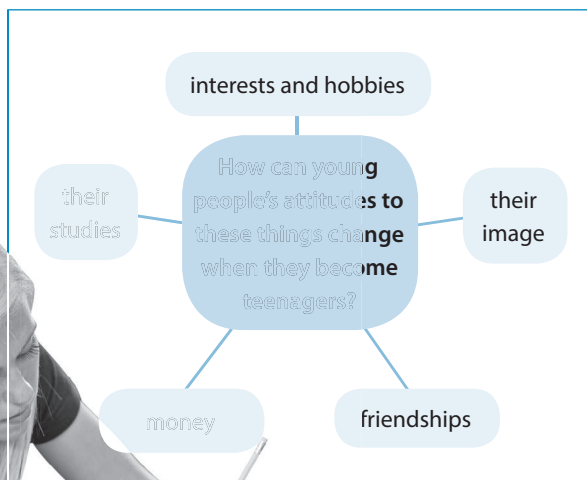 interests and hobbies
How can young
people's attitudes to
these things change
when they become
teenagers?
their
studies
their
image
money
friendships